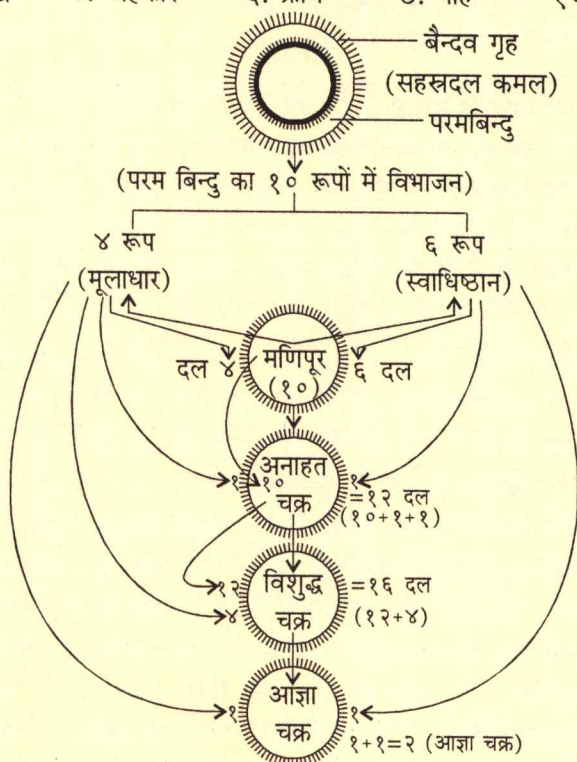 बैन्दव गृह
(सहस्रदल कमल)
परमबिन्दु
(परम बिन्दु का १० रूपों में विभाजन)
४ रूप
(मूलाधार)
६ रूप
(स्वाधिष्ठान)
दल ४
मणिपूर
(१०)
६ दल
१
१०
अनाहत
चक्र
१
=१२ दल
(१०+१+१)
१२
४
विशुद्ध
चक्र
=१६ दल
(१२+४)
१
आज्ञा
चक्र
१
१+१=२ (आज्ञा चक्र)